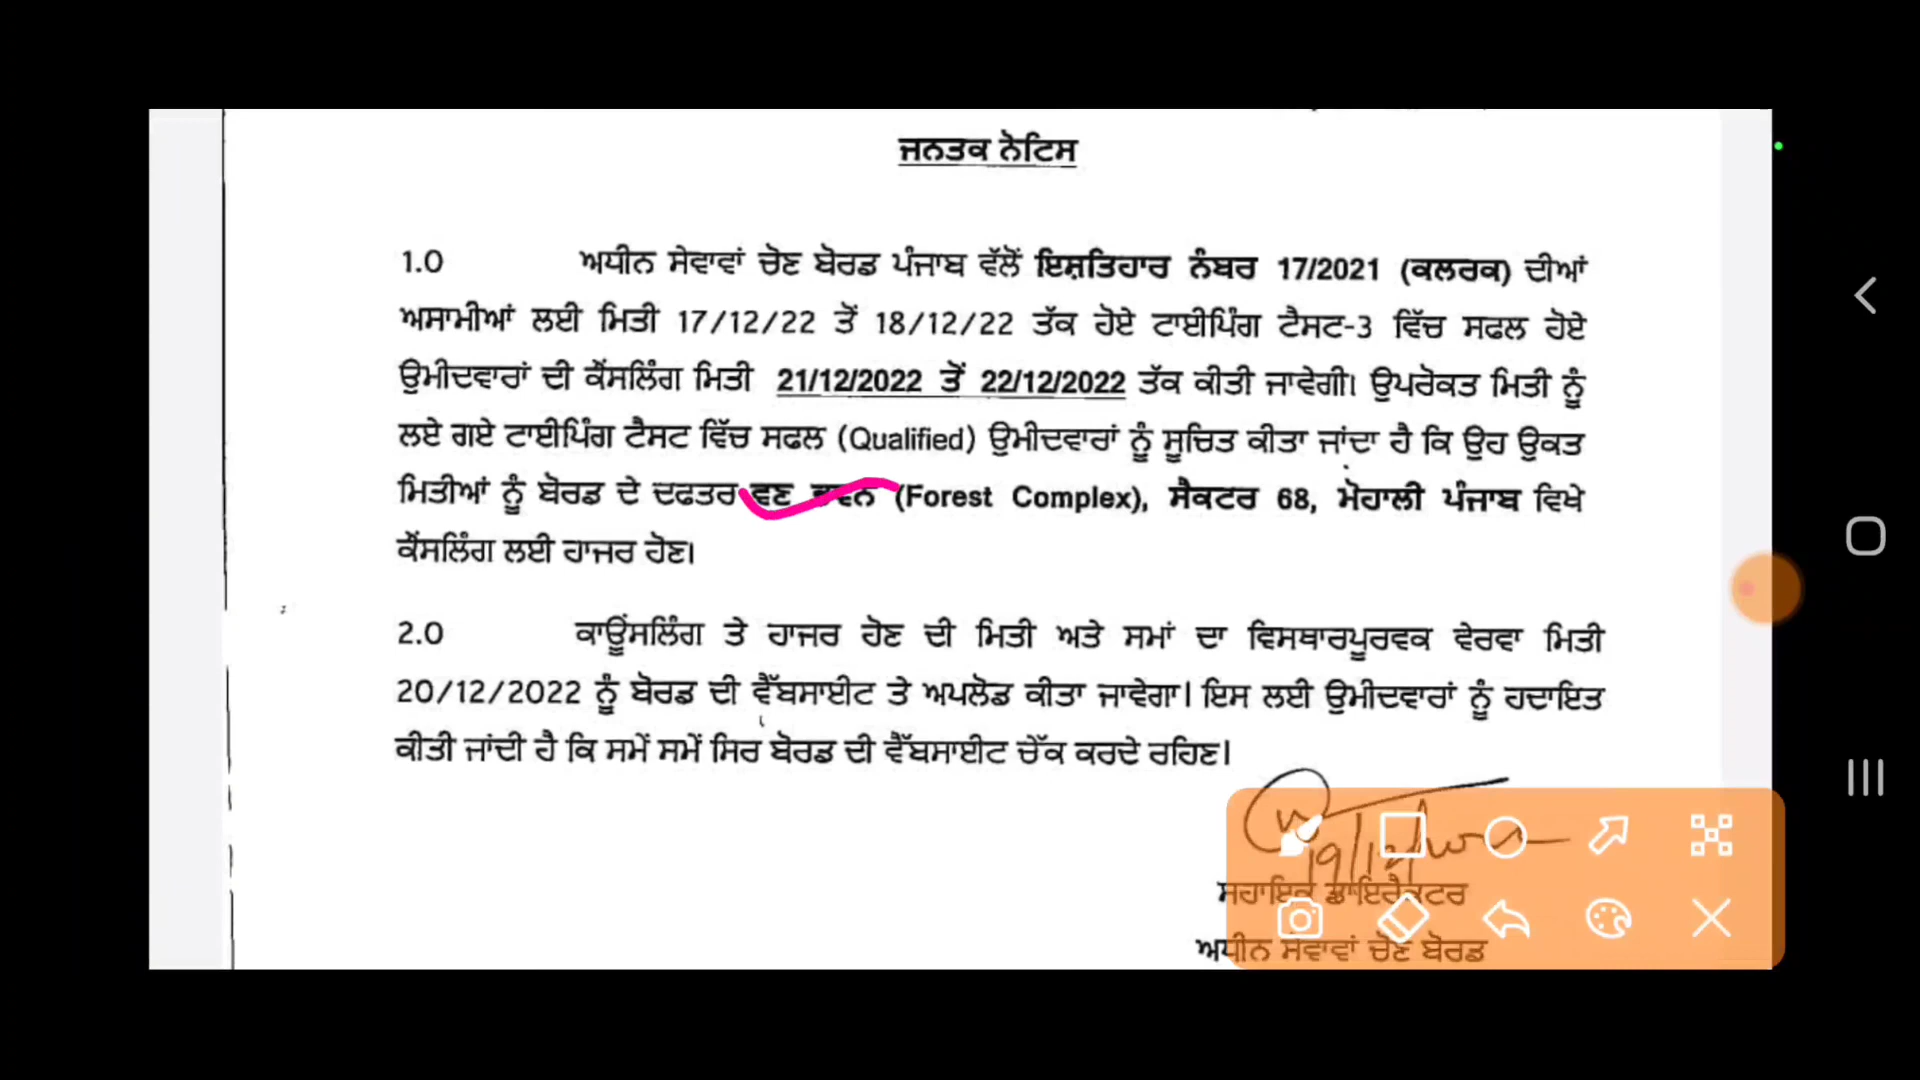 ਜਨਤਕ ਨੋਟਿਸ
1.0 ਅਧੀਨ ਸੇਵਾਵਾਂ ਚੋਣ ਬੋਰਡ ਪੰਜਾਬ ਵੱਲੋਂ ਇਸ਼ਤਿਹਾਰ ਨੰਬਰ 17/2021 (ਕਲਰਕ) ਦੀਆਂ
ਅਸਾਮੀਆਂ ਲਈ ਮਿਤੀ 17/12/22 ਤੋਂ 18/12/22 ਤੱਕ ਹੋਏ ਟਾਈਪਿੰਗ ਟੈਸਟ-3 ਵਿੱਚ ਸਫਲ ਹੋਏ
ਉਮੀਦਵਾਰਾਂ ਦੀ ਕੌਂਸਲਿੰਗ ਮਿਤੀ 21/12/2022 ਤੋਂ 22/12/2022 ਤੱਕ ਕੀਤੀ ਜਾਵੇਗੀ। ਉਪਰੋਕਤ ਮਿਤੀ ਨੂੰ
ਲਏ ਗਏ ਟਾਈਪਿੰਗ ਟੈਸਟ ਵਿੱਚ ਸਫਲ (Qualified) ਉਮੀਦਵਾਰਾਂ ਨੂੰ ਸੂਚਿਤ ਕੀਤਾ ਜਾਂਦਾ ਹੈ ਕਿ ਉਹ ਉਕਤ
ਮਿਤੀਆਂ ਨੂੰ ਬੋਰਡ ਦੇ ਦਫਤਰ ਵਣ ਭਵਨ (Forest Complex), ਸੈਕਟਰ 68, ਮੋਹਾਲੀ ਪੰਜਾਬ ਵਿਖੇ
ਕੌਂਸਲਿੰਗ ਲਈ ਹਾਜਰ ਹੋਣ।
2.0 ਕਾਊਂਸਲਿੰਗ ਤੇ ਹਾਜਰ ਹੋਣ ਦੀ ਮਿਤੀ ਅਤੇ ਸਮਾਂ ਦਾ ਵਿਸਥਾਰਪੂਰਵਕ ਵੇਰਵਾ ਮਿਤੀ
20/12/2022 ਨੂੰ ਬੋਰਡ ਦੀ ਵੈੱਬਸਾਈਟ ਤੇ ਅਪਲੋਡ ਕੀਤਾ ਜਾਵੇਗਾ। ਇਸ ਲਈ ਉਮੀਦਵਾਰਾਂ ਨੂੰ ਹਦਾਇਤ
ਕੀਤੀ ਜਾਂਦੀ ਹੈ ਕਿ ਸਮੇਂ ਸਮੇਂ ਸਿਰ ਬੋਰਡ ਦੀ ਵੈੱਬਸਾਈਟ ਚੇੱਕ ਕਰਦੇ ਰਹਿਣ।
ਸਹਾਇਕ ਡਾਇਰੈਕਟਰ
ਅਧੀਨ ਸੇਵਾਵਾਂ ਚੋਣ ਬੋਰਡ